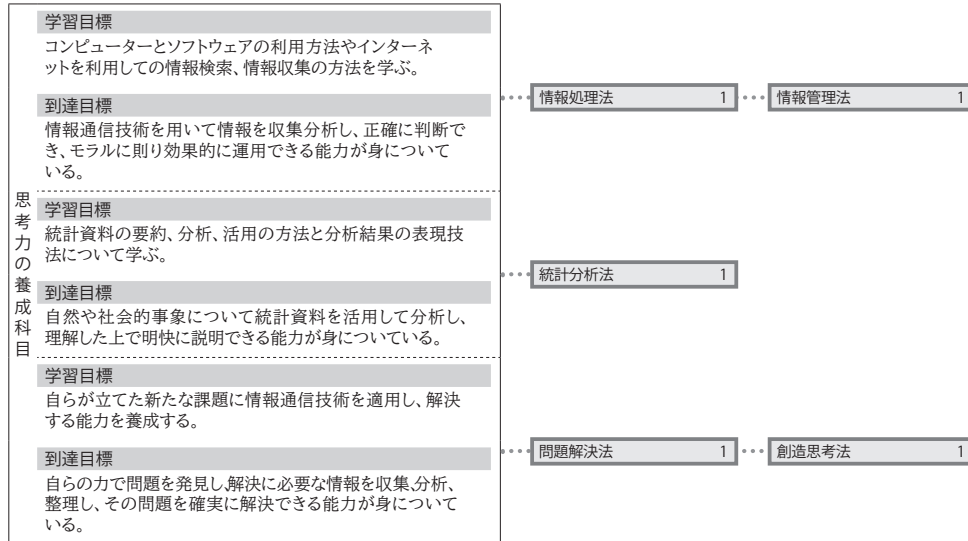 思考力の養成科目
学習目標
コンピューターとソフトウェアの利用方法やインターネ
ットを利用しての情報検索、情報収集の方法を学ぶ。
到達目標
情報通信技術を用いて情報を収集分析し、正確に判断で
き、モラルに則り効果的に運用できる能力が身について
いる。
情報処理法 1
情報管理法 1
学習目標
統計資料の要約、分析、活用の方法と分析結果の表現技
法について学ぶ。
到達目標
自然や社会的事象について統計資料を活用して分析し、
理解した上で明快に説明できる能力が身についている。
統計分析法 1
学習目標
自らが立てた新たな課題に情報通信技術を適用し、解決
する能力を養成する。
到達目標
自らの力で問題を発見し、解決に必要な情報を収集、分析、
整理し、その問題を確実に解決できる能力が身について
いる。
問題解決法 1
創造思考法 1